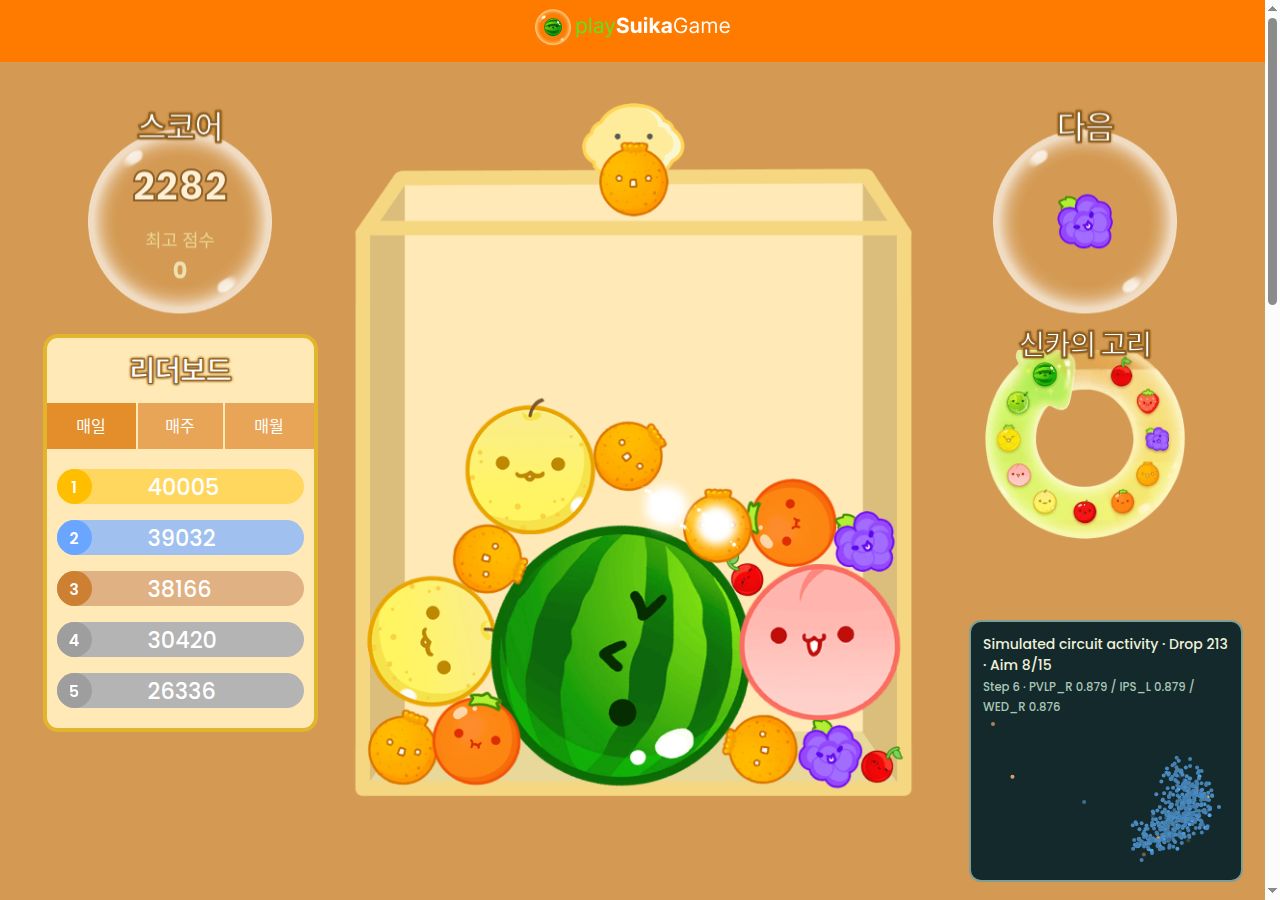 playSuikaGame
스코어
2282
최고 점수
0
리더보드
매일 매주 매월
1 40005
2 39032
3 38166
4 30420
5 26336
다음
신카의 고리
Simulated circuit activity · Drop 213
· Aim 8/15
Step 6 · PVLP_R 0.879 / IPS_L 0.879 /
WED_R 0.876